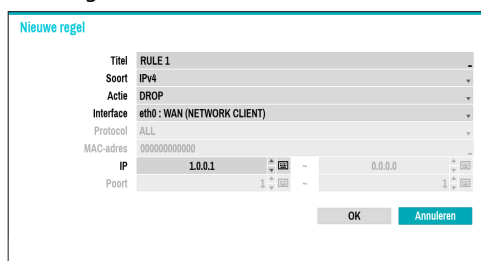 Nieuwe regel
Titel RULE 1
Soort IPv4
Actie DROP
Interface eth0 : WAN (NETWORK CLIENT)
Protocol ALL
MAC-adres 000000000000
IP 1.0.0.1 ~ 0.0.0.0
Poort 1 ~ 1
OK Annuleren